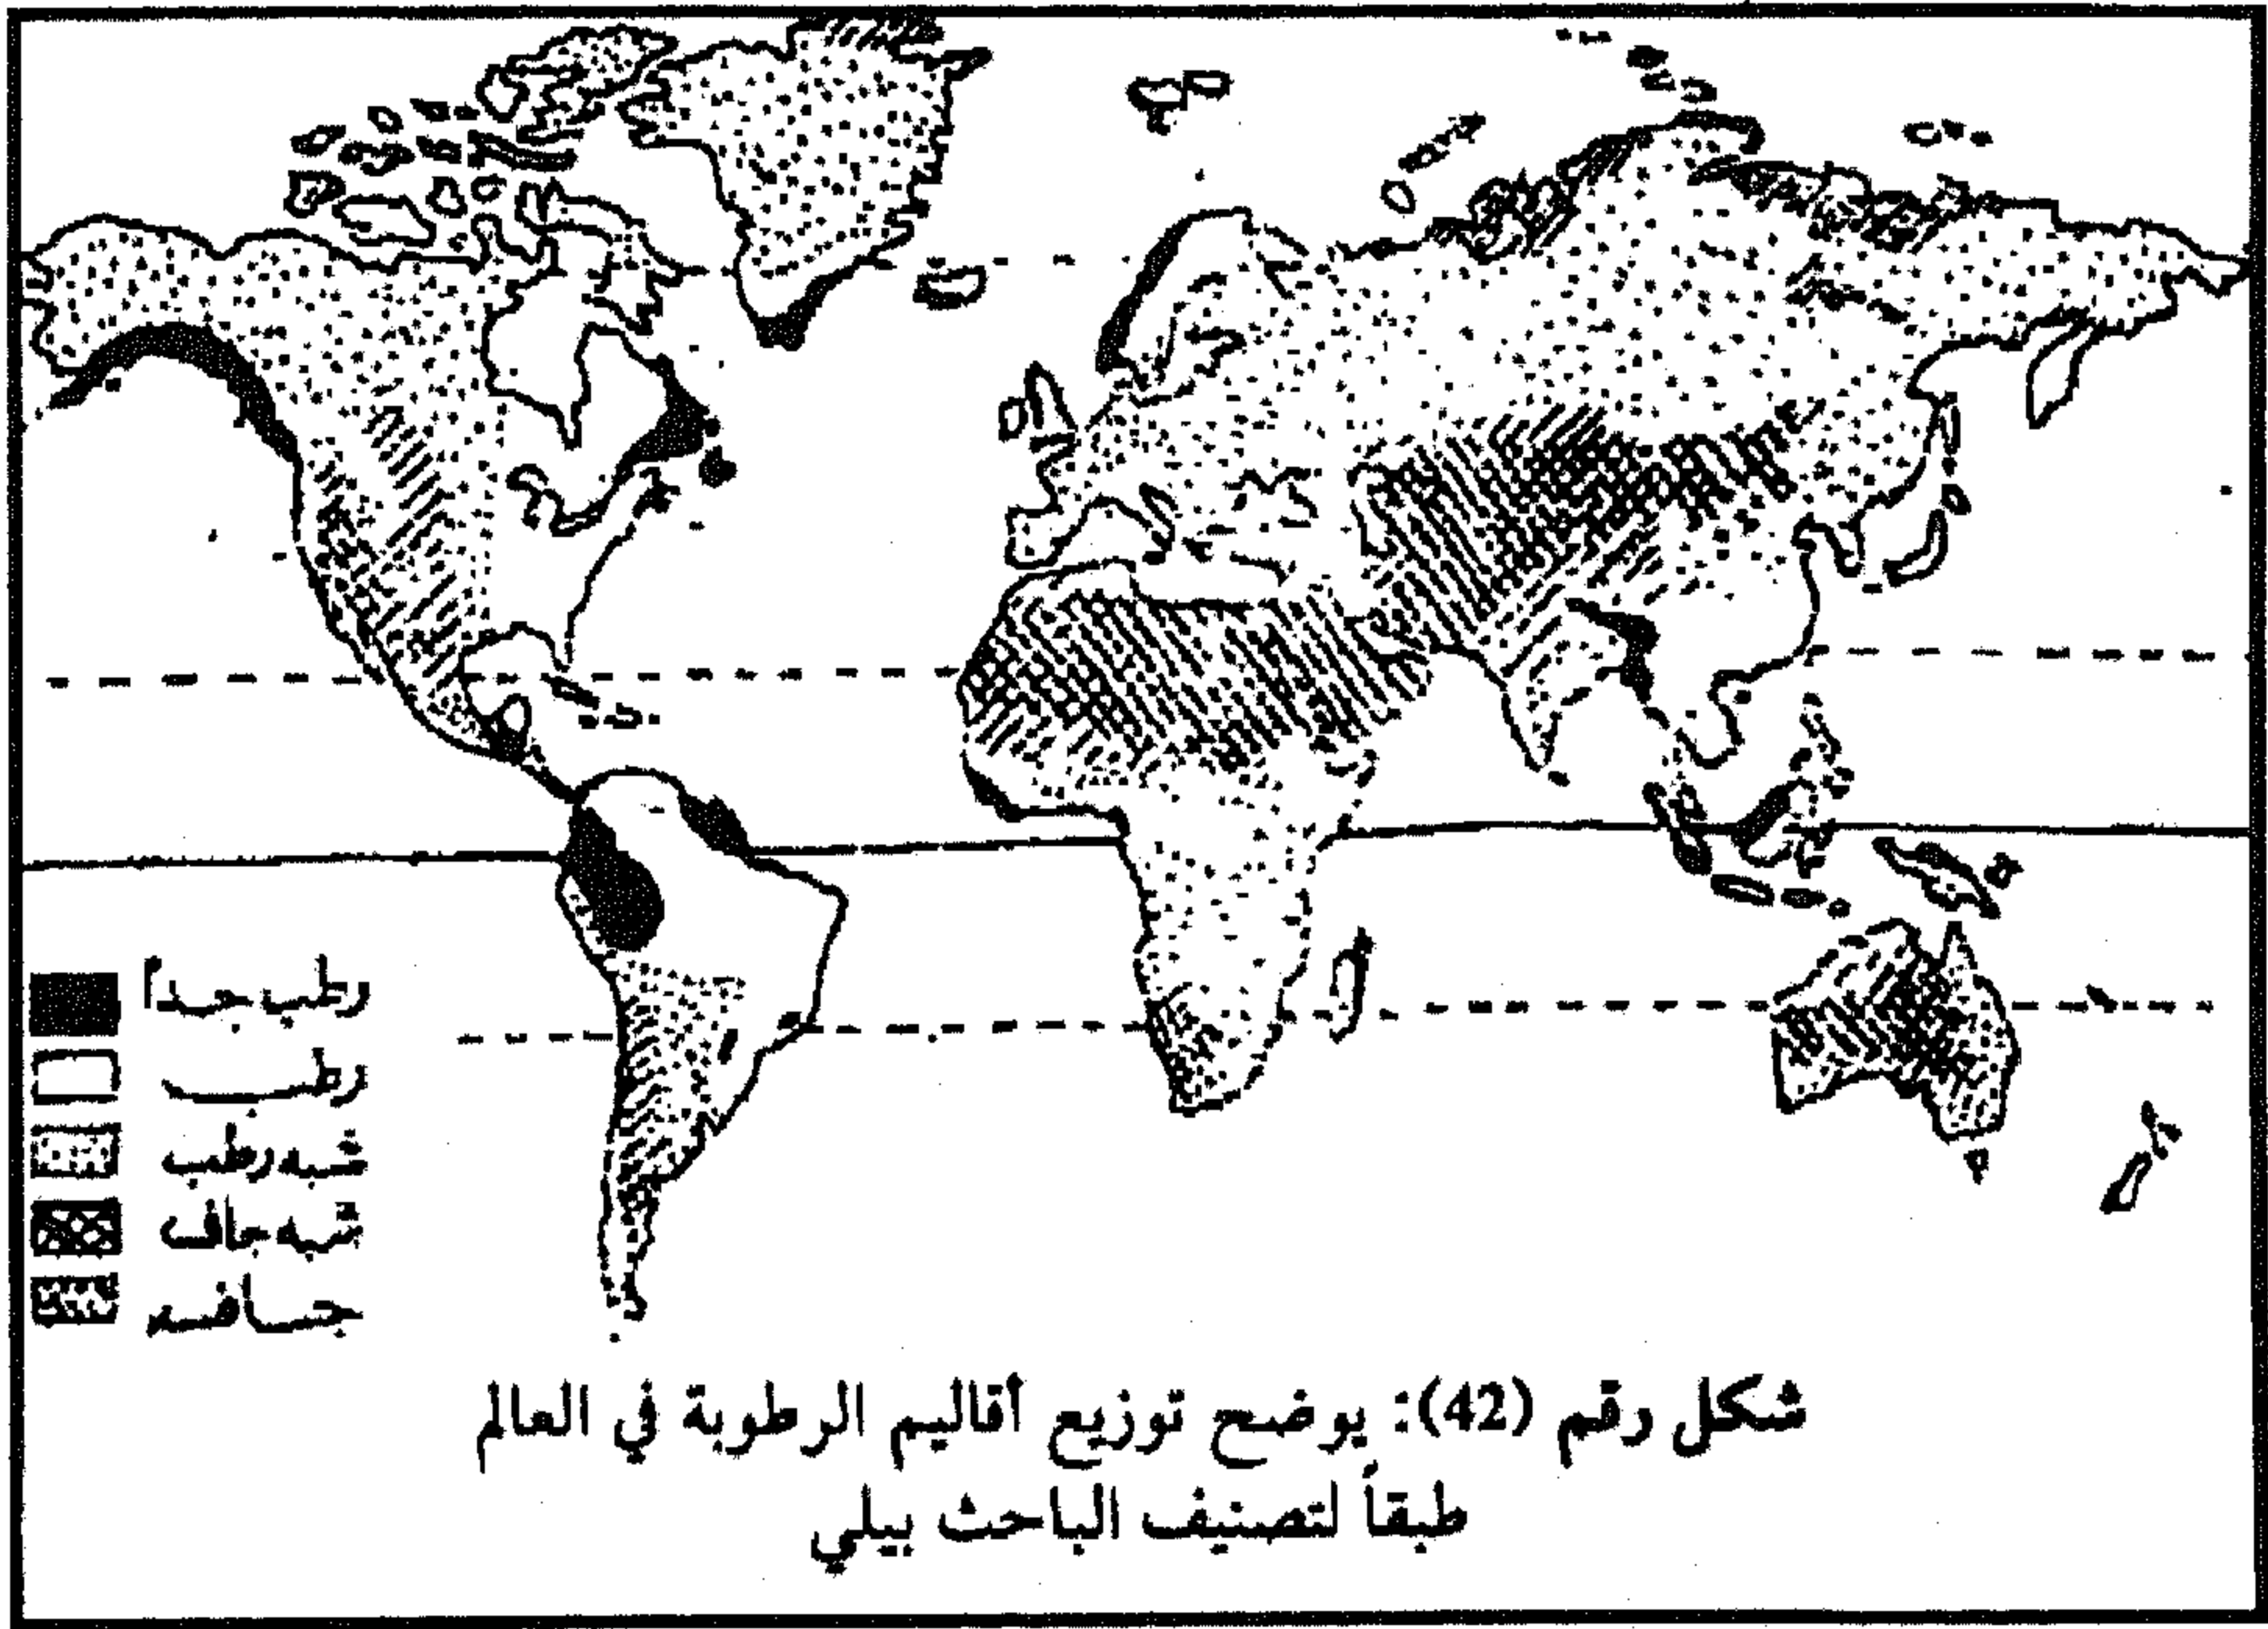 رطب جداً
رطب
شبه رطب
شبه جاف
جاف
شكل رقم (42): يوضح توزيع أقاليم الرطوبة في العالم
طبقاً لتصنيف الباحث بيلي